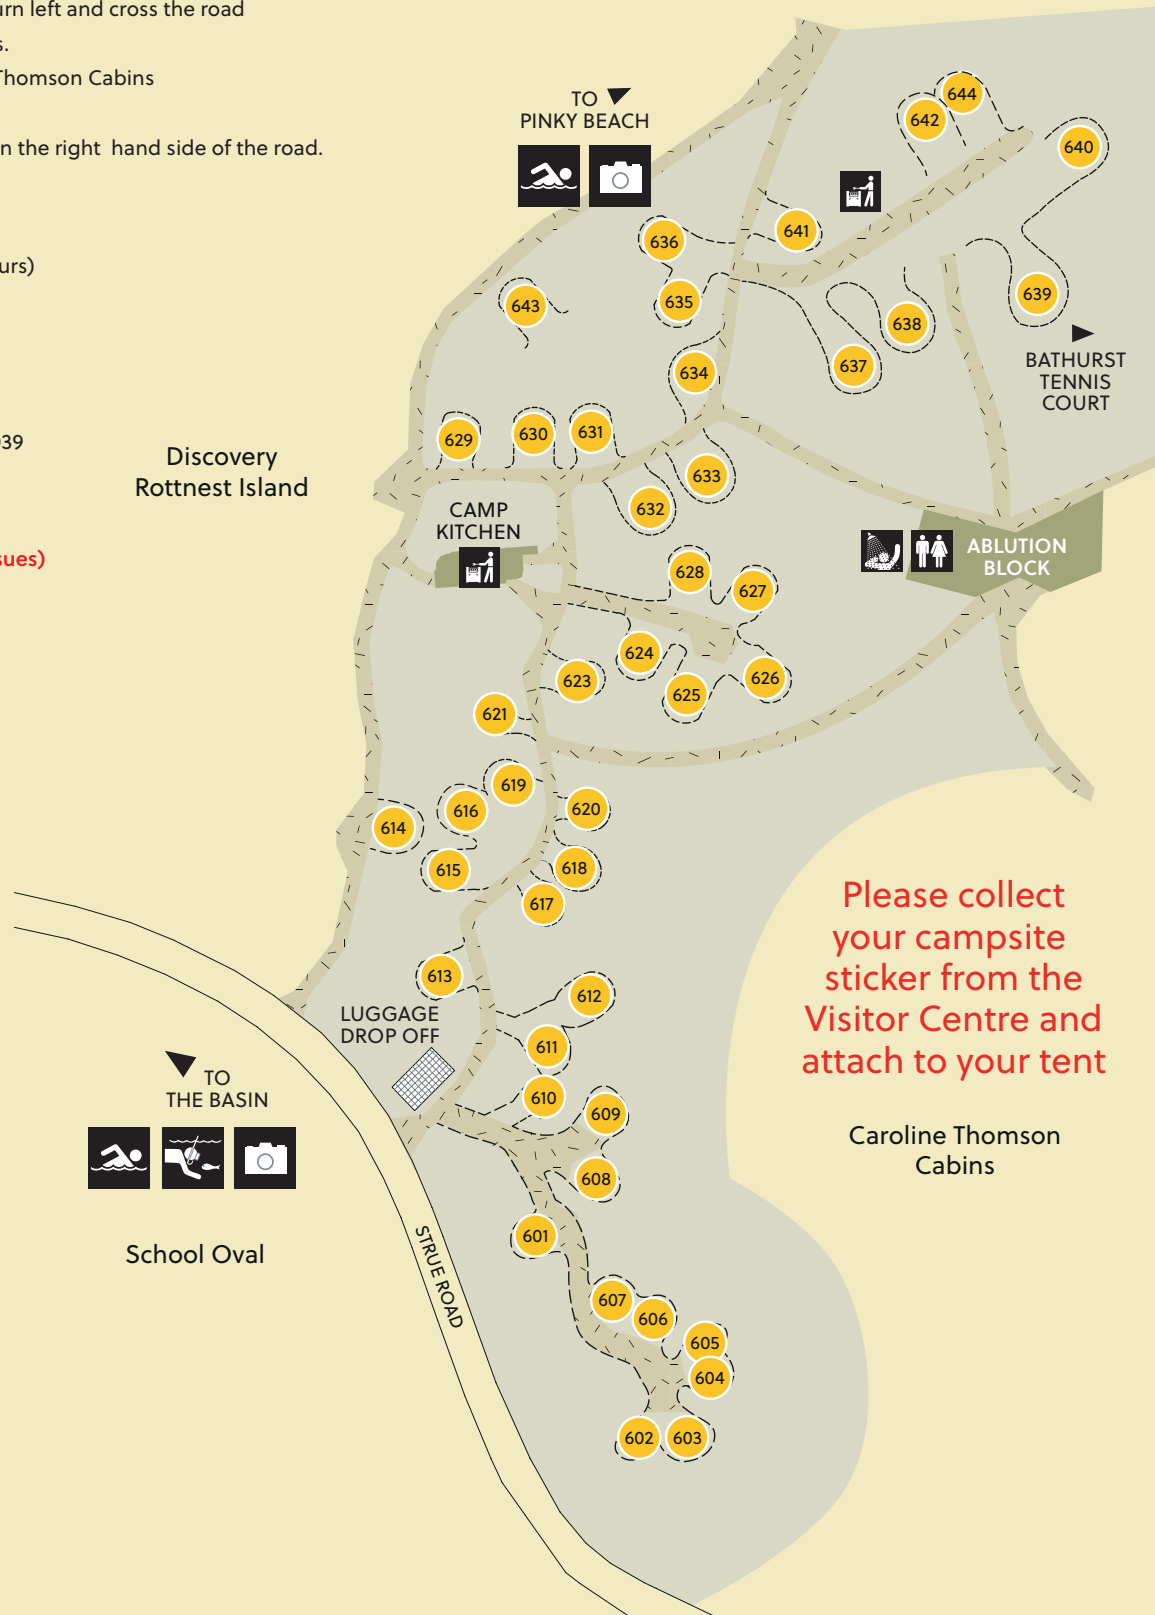 urn left and cross the road
s.
Thomson Cabins
n the right hand side of the road.
urs)
39
sues)
TO
PINKY BEACH
644
642
640
641
636
643
635
639
638
637
634
BATHURST
TENNIS
COURT
629
630
631
633
632
Discovery
Rottnest Island
CAMP
KITCHEN
ABLUTION
BLOCK
628
627
624
623
625
626
621
619
616
620
614
615
618
617
613
612
LUGGAGE
DROP OFF
611
610
609
608
601
607
606
605
604
602
603
TO
THE BASIN
School Oval
STRUE ROAD
Please collect
your campsite
sticker from the
Visitor Centre and
attach to your tent
Caroline Thomson
Cabins